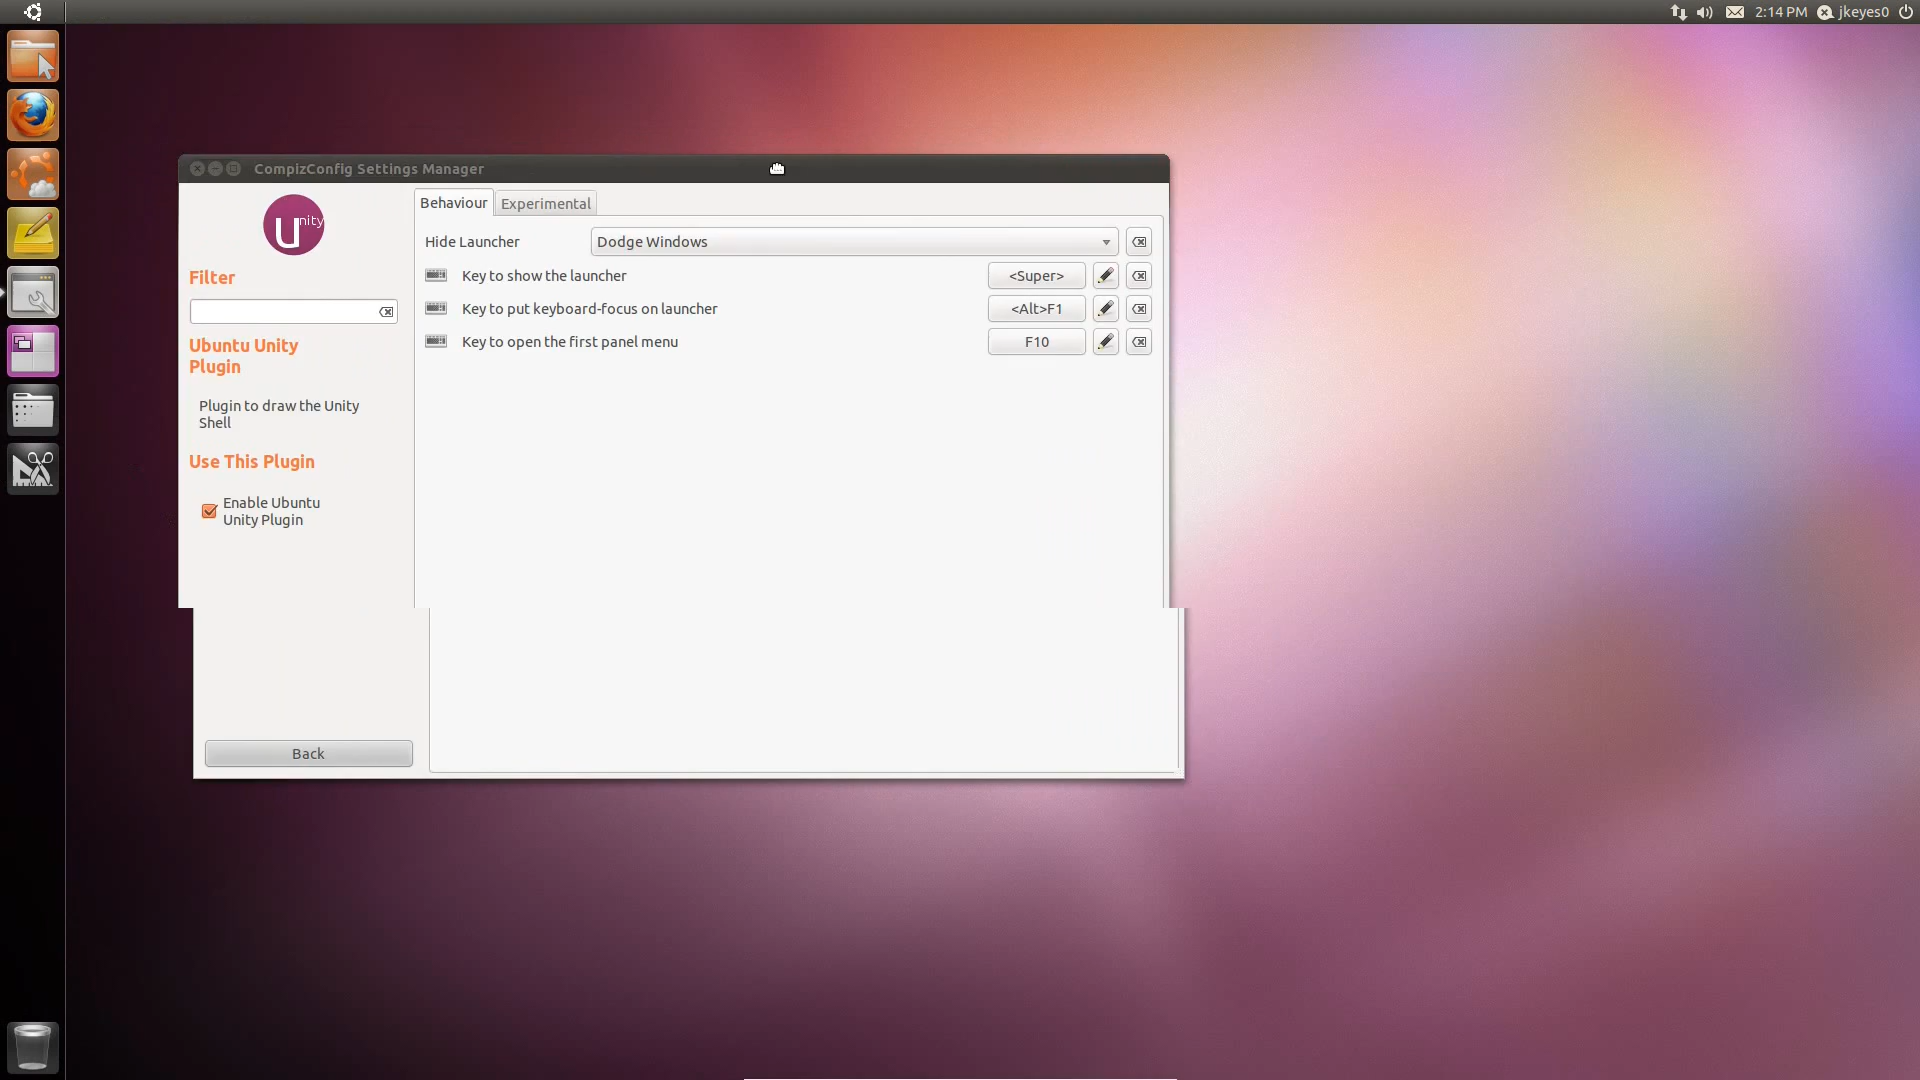 2:14 PM jkeyes0
CompizConfig Settings Manager
Unity
Behaviour Experimental
Hide Launcher Dodge Windows
Filter
Key to show the launcher <Super>
Key to put keyboard-focus on launcher <Alt>F1
Key to open the first panel menu F10
Ubuntu Unity
Plugin
Plugin to draw the Unity
Shell
Use This Plugin
Enable Ubuntu
Unity Plugin
Back